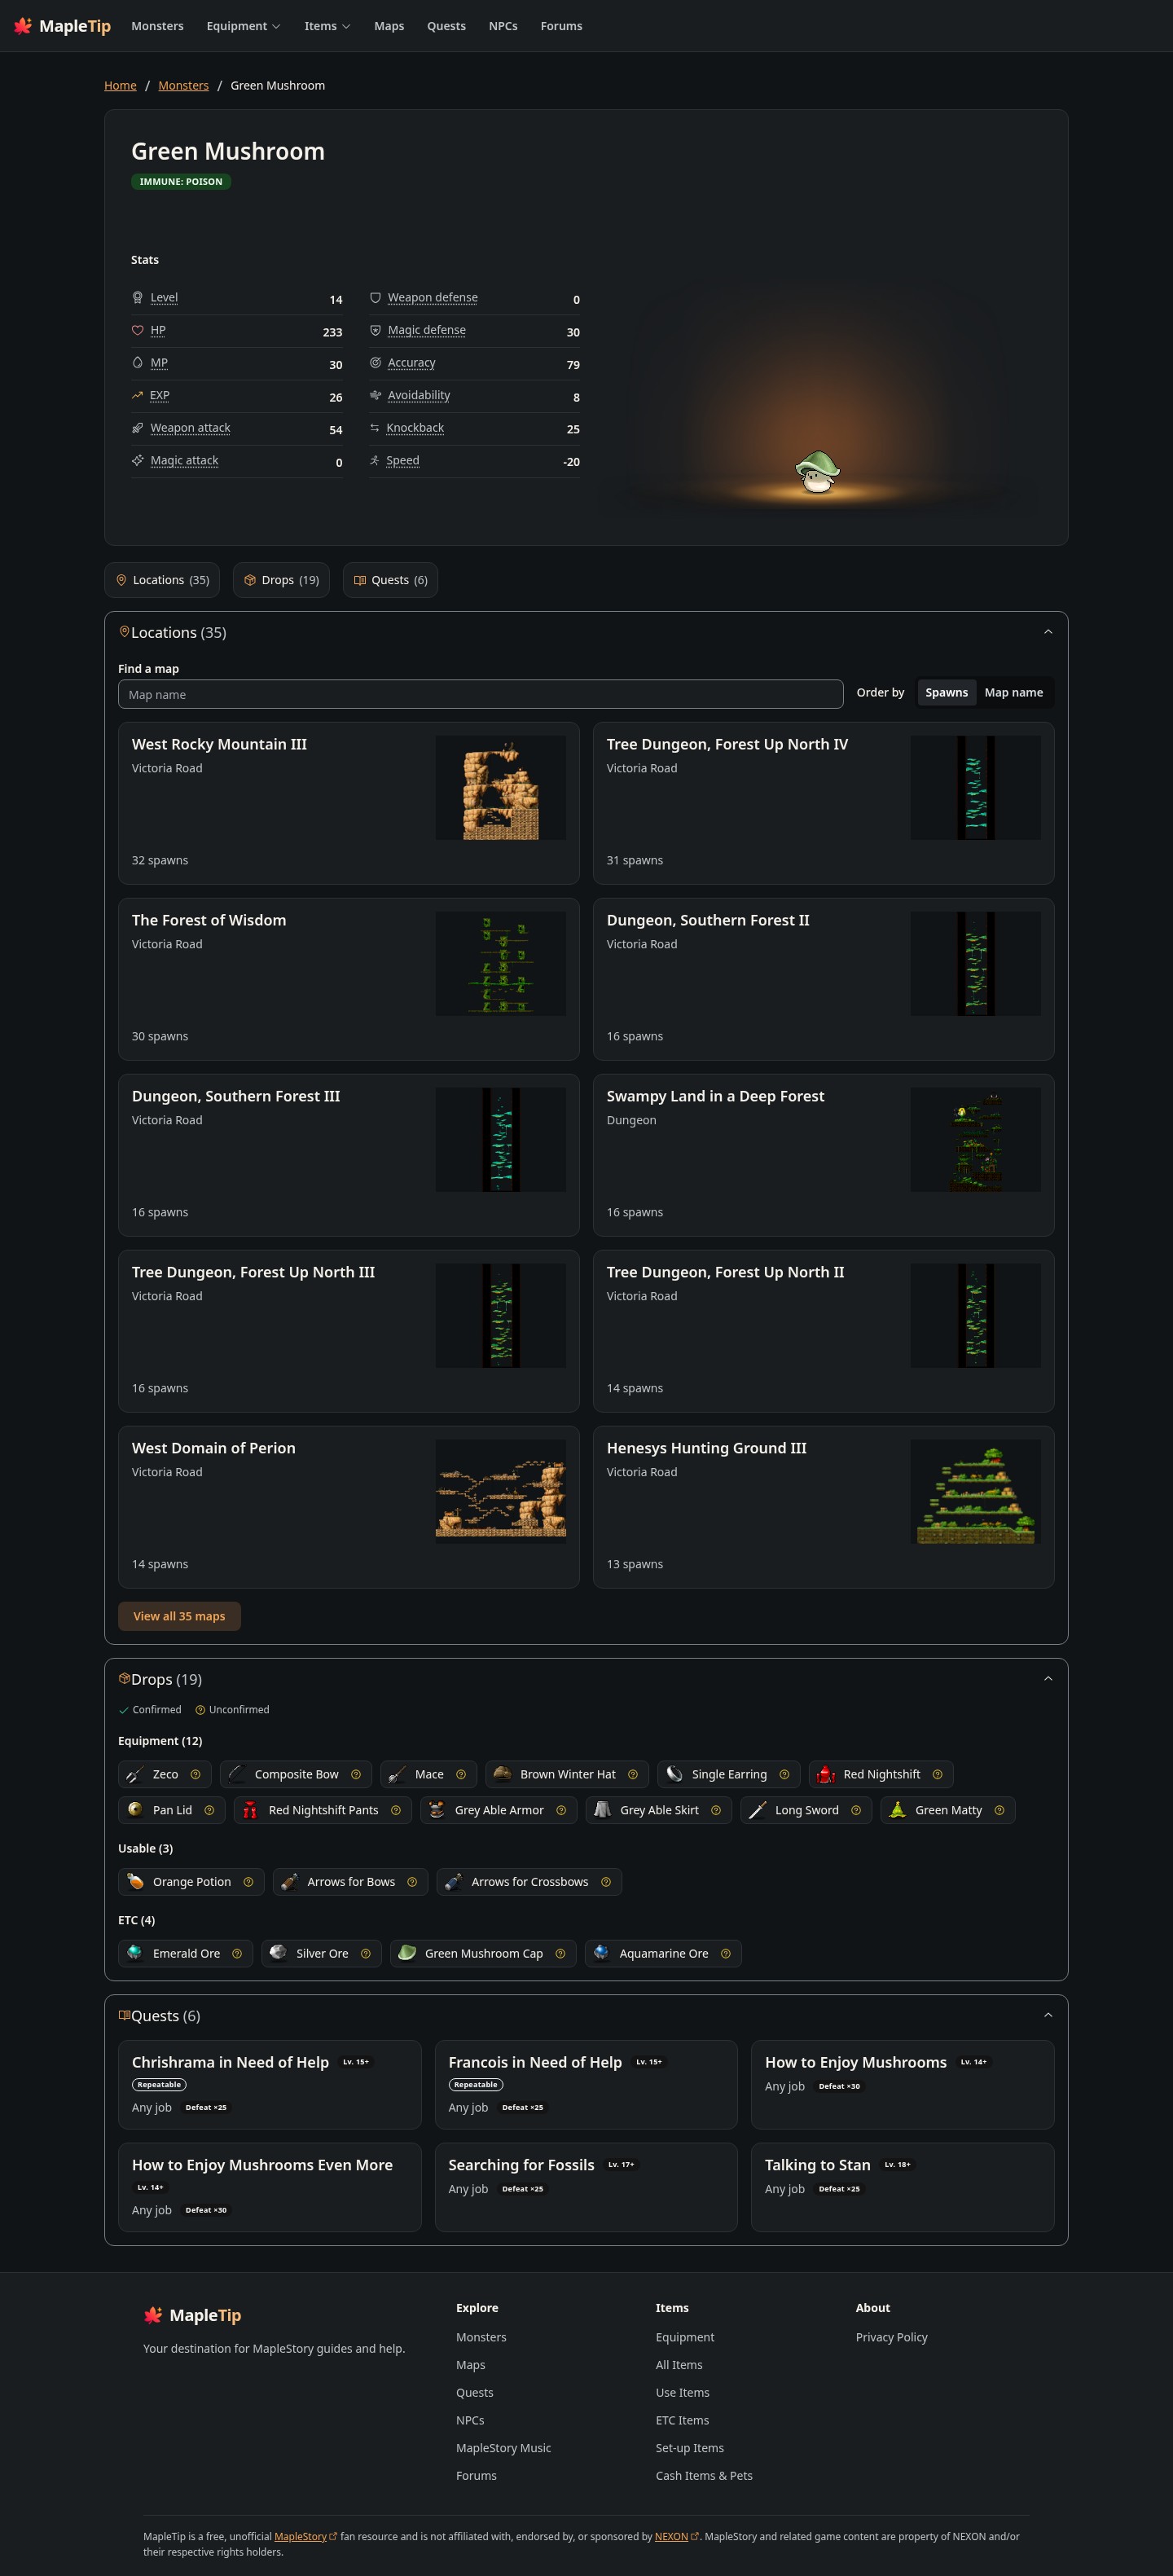 MapleTip Monsters Equipment Items Maps Quests NPCs Forums
Home / Monsters / Green Mushroom
Green Mushroom
IMMUNE: POISON
Stats
Level 14 Weapon defense 0
HP 233 Magic defense 30
MP 30 Accuracy 79
EXP 26 Avoidability 8
Weapon attack 54 Knockback 25
Magic attack 0 Speed -20
Locations (35) Drops (19) Quests (6)
Locations (35)
Find a map
Map name Order by Spawns Map name
West Rocky Mountain III
Victoria Road
32 spawns
Tree Dungeon, Forest Up North IV
Victoria Road
31 spawns
The Forest of Wisdom
Victoria Road
30 spawns
Dungeon, Southern Forest II
Victoria Road
16 spawns
Dungeon, Southern Forest III
Victoria Road
16 spawns
Swampy Land in a Deep Forest
Dungeon
16 spawns
Tree Dungeon, Forest Up North III
Victoria Road
16 spawns
Tree Dungeon, Forest Up North II
Victoria Road
14 spawns
West Domain of Perion
Victoria Road
14 spawns
Henesys Hunting Ground III
Victoria Road
13 spawns
View all 35 maps
Drops (19)
Confirmed Unconfirmed
Equipment (12)
Zeco Composite Bow Mace Brown Winter Hat Single Earring Red Nightshift
Pan Lid Red Nightshift Pants Grey Able Armor Grey Able Skirt Long Sword Green Matty
Usable (3)
Orange Potion Arrows for Bows Arrows for Crossbows
ETC (4)
Emerald Ore Silver Ore Green Mushroom Cap Aquamarine Ore
Quests (6)
Chrishrama in Need of Help Lv. 15+
Repeatable
Any job Defeat ×25
Francois in Need of Help Lv. 15+
Repeatable
Any job Defeat ×25
How to Enjoy Mushrooms Lv. 14+
Any job Defeat ×30
How to Enjoy Mushrooms Even More
Lv. 14+
Any job Defeat ×30
Searching for Fossils Lv. 17+
Any job Defeat ×25
Talking to Stan Lv. 18+
Any job Defeat ×25
MapleTip
Your destination for MapleStory guides and help.
Explore
Monsters
Maps
Quests
NPCs
MapleStory Music
Forums
Items
Equipment
All Items
Use Items
ETC Items
Set-up Items
Cash Items & Pets
About
Privacy Policy
MapleTip is a free, unofficial MapleStory fan resource and is not affiliated with, endorsed by, or sponsored by NEXON. MapleStory and related game content are property of NEXON and/or
their respective rights holders.